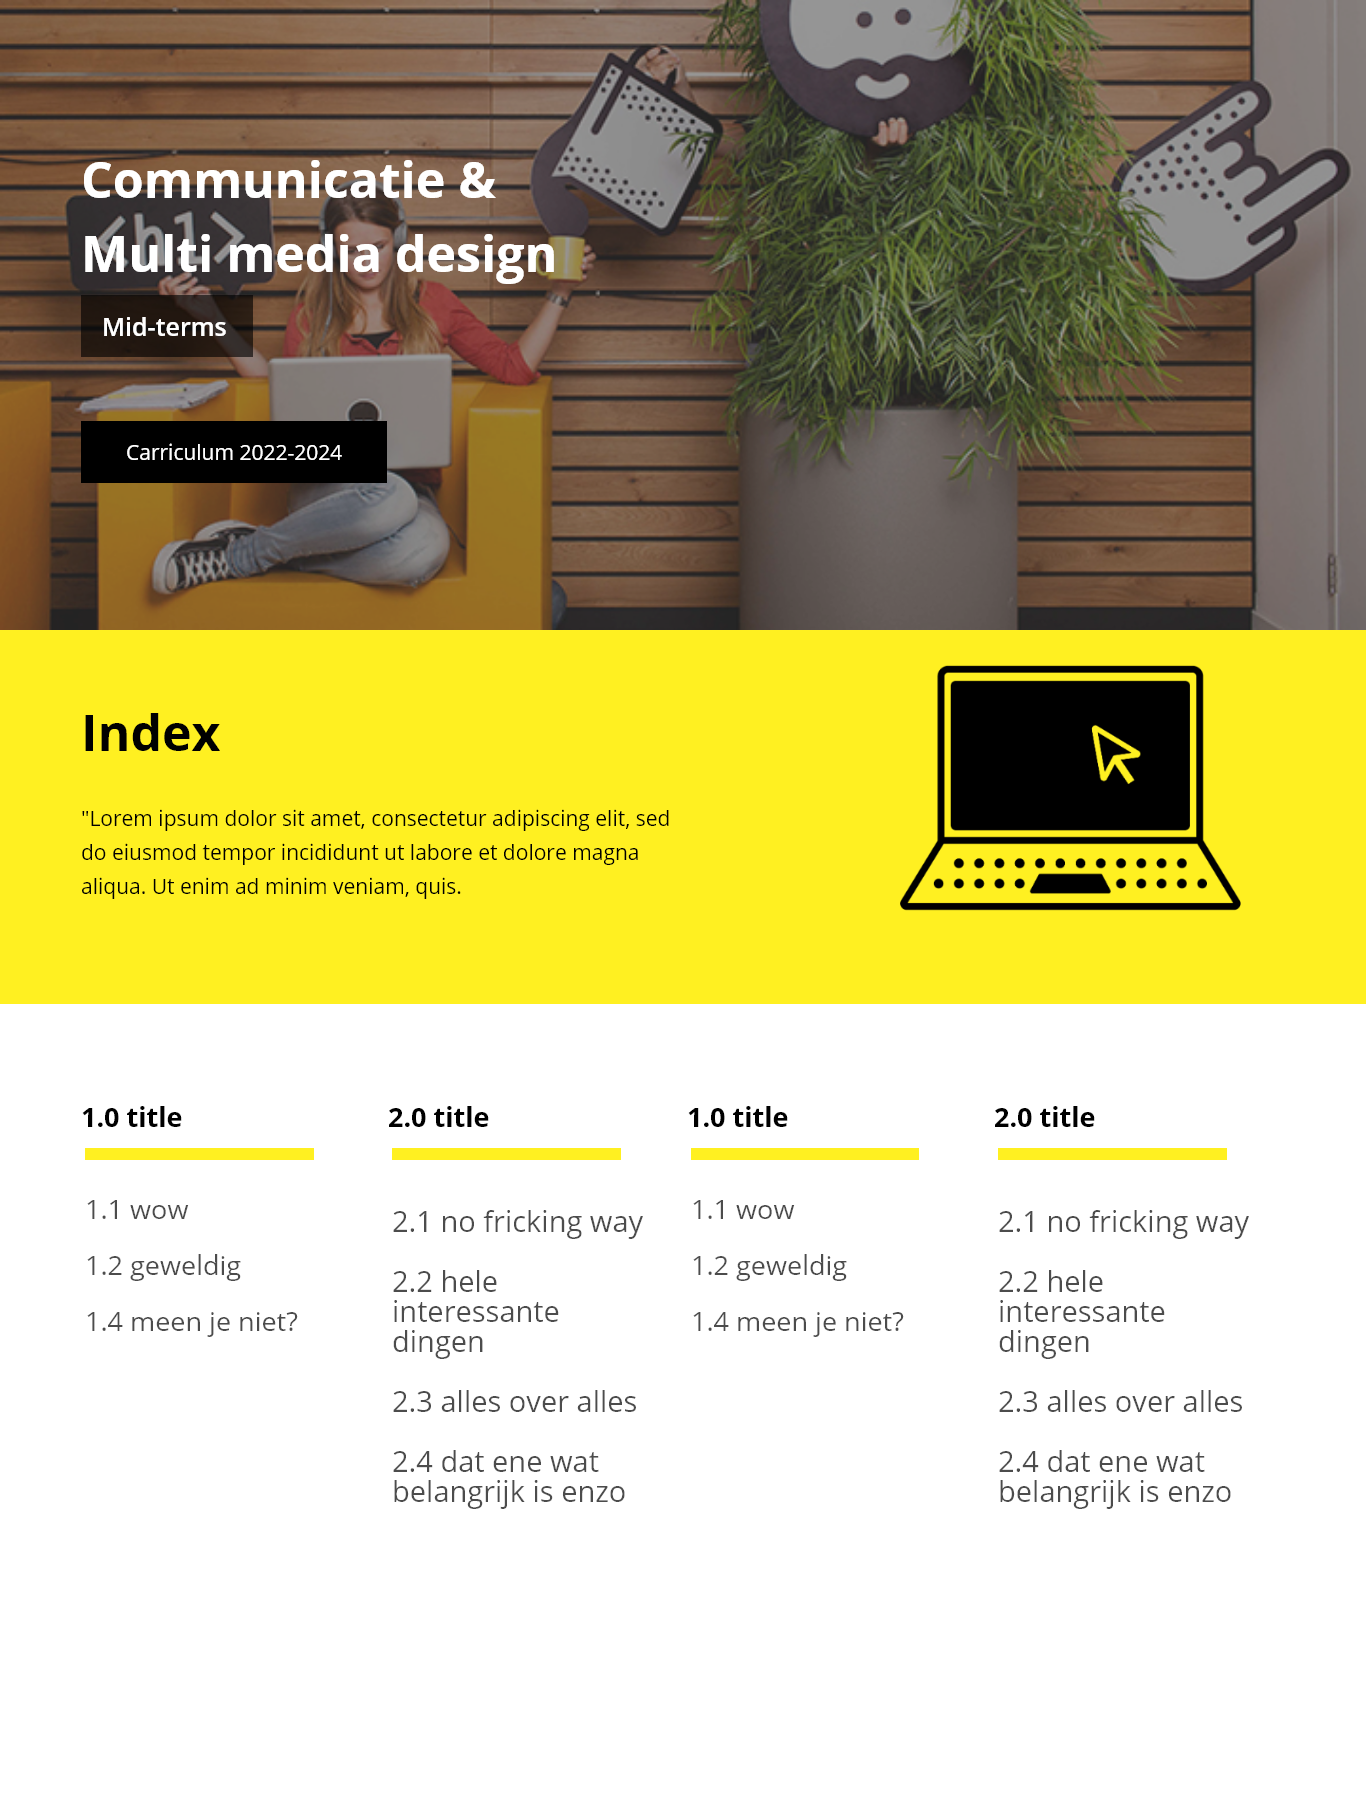 Communicatie &
<h1>
Multi media design
Mid-terms
Carriculum 2022-2024
Index
"Lorem ipsum dolor sit amet, consectetur adipiscing elit, sed
do eiusmod tempor incididunt ut labore et dolore magna
aliqua. Ut enim ad minim veniam, quis.
1.0 title
1.1 wow
1.2 geweldig
1.4 meen je niet?
2.0 title
2.1 no fricking way
2.2 hele
interessante
dingen
2.3 alles over alles
2.4 dat ene wat
belangrijk is enzo
1.0 title
1.1 wow
1.2 geweldig
1.4 meen je niet?
2.0 title
2.1 no fricking way
2.2 hele
interessante
dingen
2.3 alles over alles
2.4 dat ene wat
belangrijk is enzo